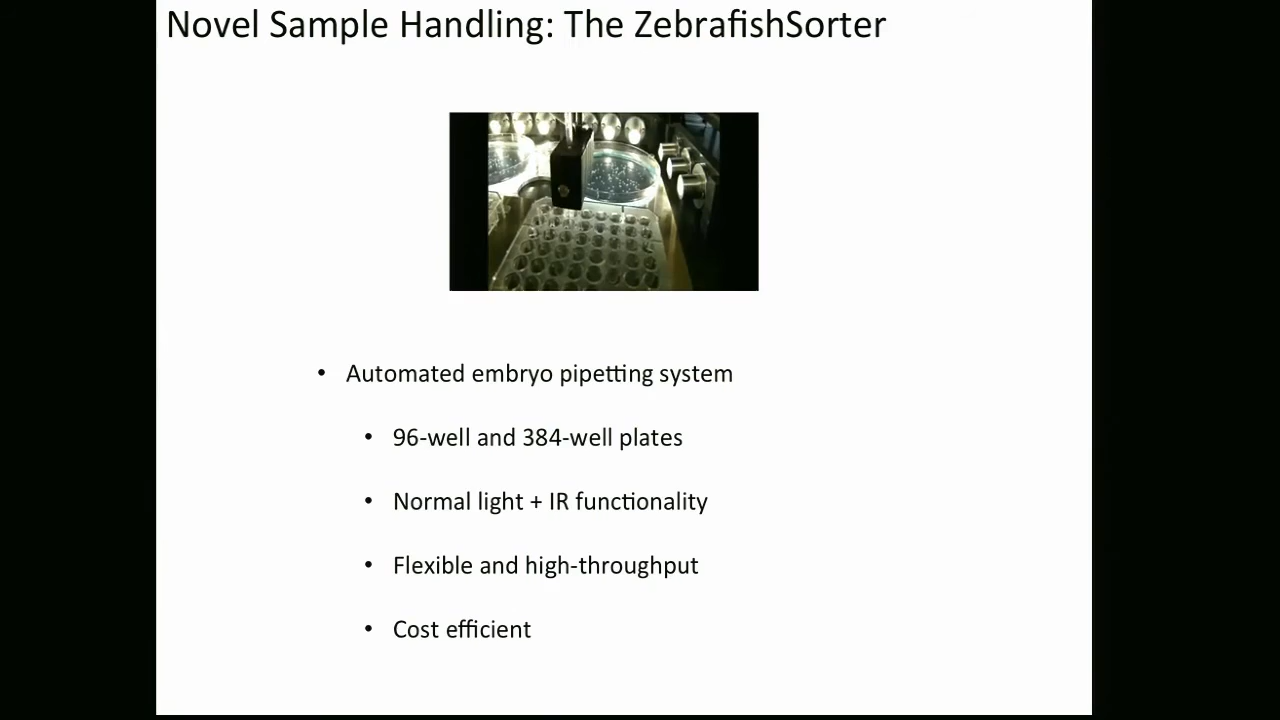 Novel Sample Handling: The ZebrafishSorter
• Automated embryo pipetting system
• 96-well and 384-well plates
• Normal light + IR functionality
• Flexible and high-throughput
• Cost efficient